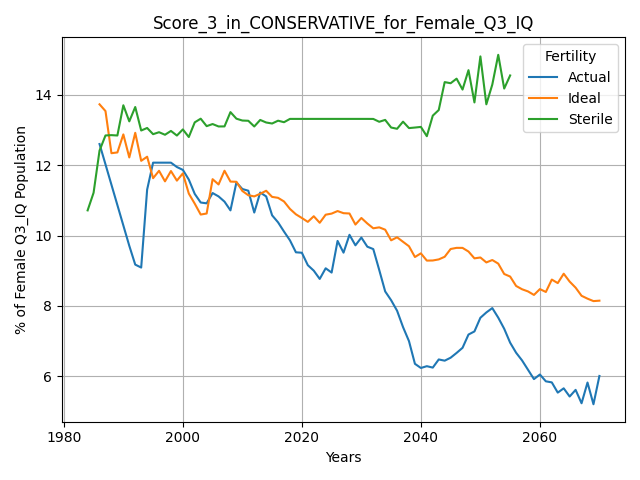 Score_3_in_CONSERVATIVE_for_Female_Q3_IQ
Fertility
Actual
Ideal
Sterile
% of Female Q3_IQ Population
14
12
10
8
6
1980
2000
2020
2040
2060
Years